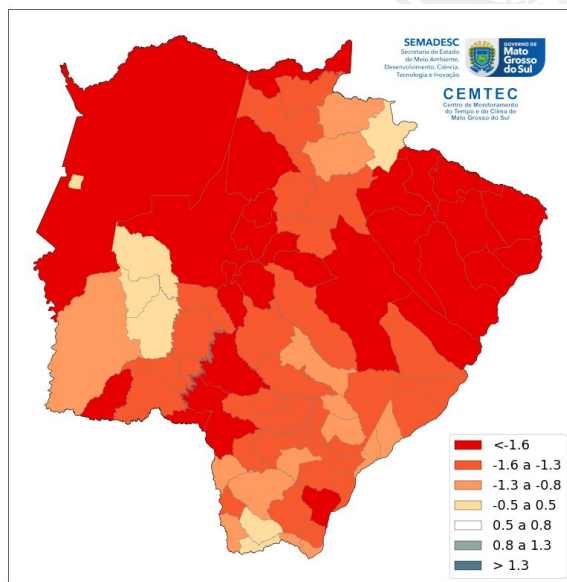 SEMADESC
Secretaria de Estado
de Meio Ambiente,
Desenvolvimento, Ciência,
Tecnologia e Inovação
GOVERNO DE
Mato
Grosso
do Sul
CEMTEC
Centro de Monitoramento
do Tempo e do Clima de
Mato Grosso do Sul
<-1.6
-1.6 a -1.3
-1.3 a -0.8
-0.5 a 0.5
0.5 a 0.8
0.8 a 1.3
> 1.3